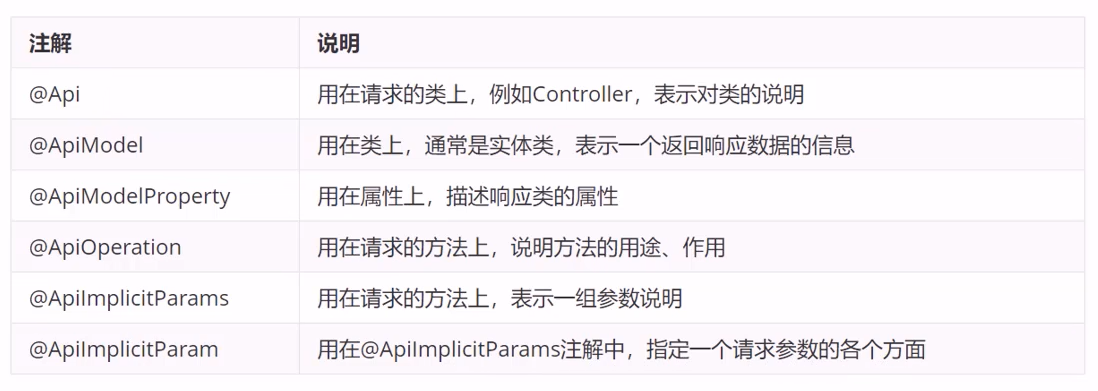 注解 说明
@Api 用在请求的类上，例如Controller，表示对类的说明
@ApiModel 用在类上，通常是实体类，表示一个返回响应数据的信息
@ApiModelProperty 用在属性上，描述响应类的属性
@ApiOperation 用在请求的方法上，说明方法的用途、作用
@ApiImplicitParams 用在请求的方法上，表示一组参数说明
@ApiImplicitParam 用在@ApiImplicitParams注解中，指定一个请求参数的各个方面